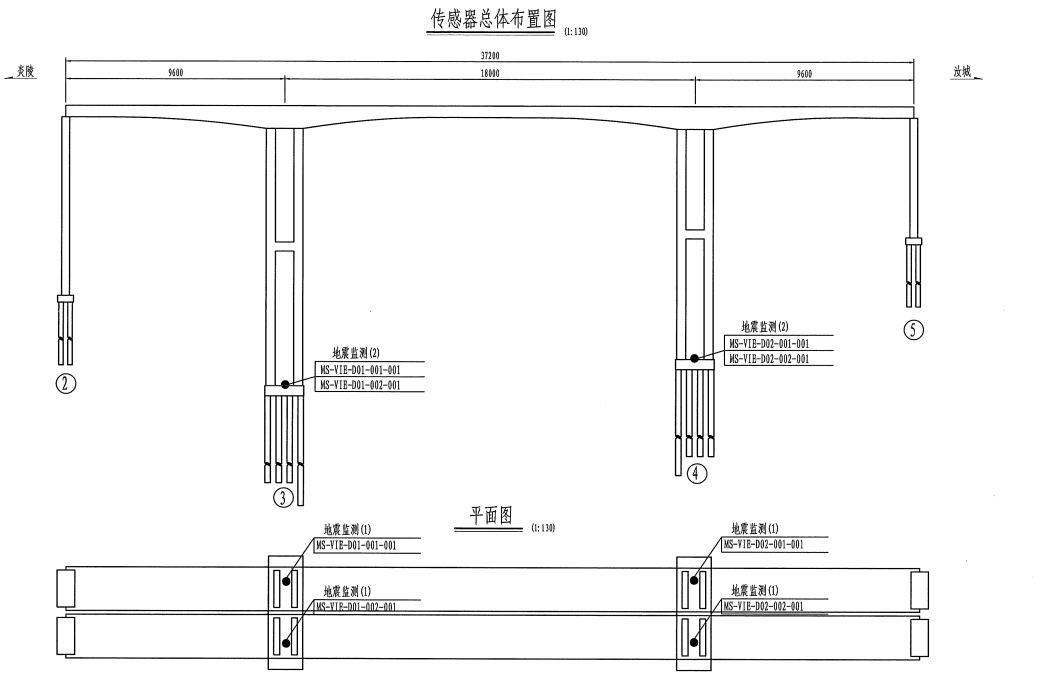 传感器总体布置图
(1:130)
37200
炎陵
9600
18000
9600
汝城
地震监测(2)
MS-VIE-D01-001-001
MS-VIE-D01-002-001
地震监测(2)
MS-VIE-D02-001-001
MS-VIE-D02-002-001
2
3
4
5
平面图
(1:130)
地震监测(1)
MS-VIE-D01-001-001
地震监测(1)
MS-VIE-D02-001-001
地震监测(1)
MS-VIE-D01-002-001
地震监测(1)
MS-VIE-D02-002-001